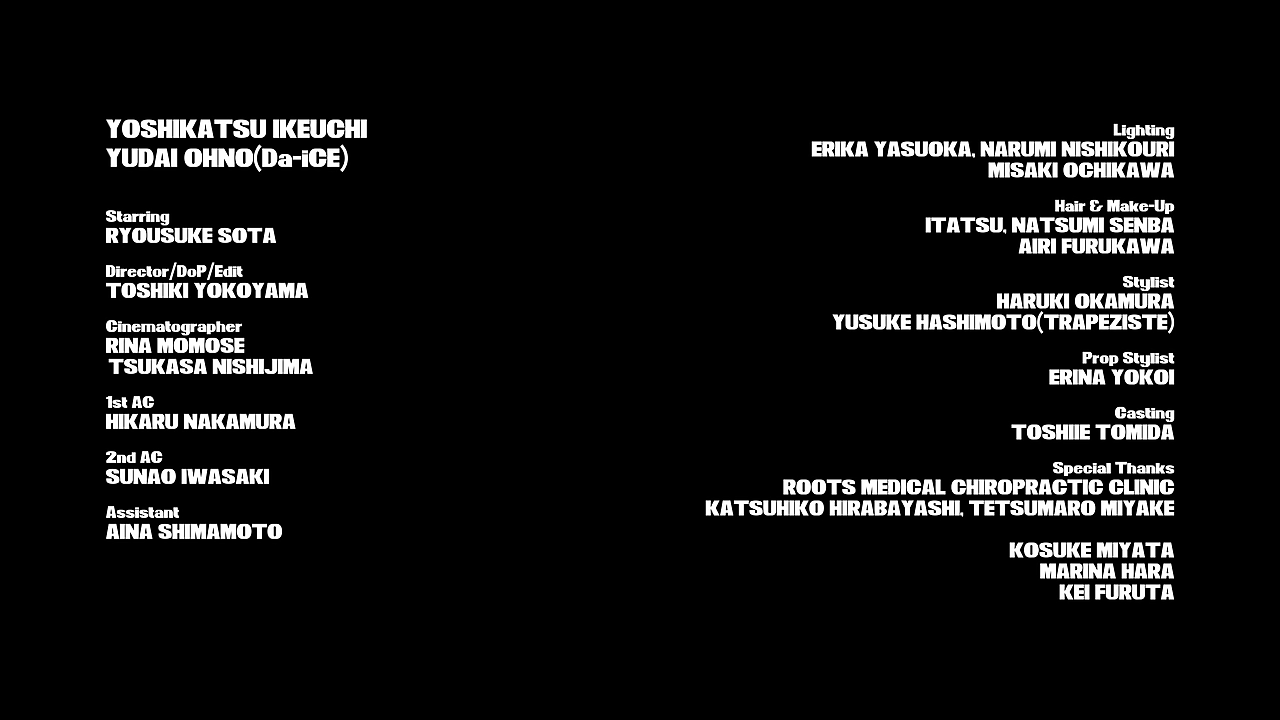 YOSHIKATSU IKEUCHI
YUDAI OHNO(Da-iCE)
Starring
RYOUSUKE SOTA
Director/DoP/Edit
TOSHIKI YOKOYAMA
Cinematographer
RINA MOMOSE
TSUKASA NISHIJIMA
1st AC
HIKARU NAKAMURA
2nd AC
SUNAO IWASAKI
Assistant
AINA SHIMAMOTO
Lighting
ERIKA YASUOKA, NARUMI NISHIKOURI
MISAKI OCHIKAWA
Hair & Make-Up
ITATSU, NATSUMI SENBA
AIRI FURUKAWA
Stylist
HARUKI OKAMURA
YUSUKE HASHIMOTO(TRAPEZISTE)
Prop Stylist
ERINA YOKOI
Casting
TOSHIIE TOMIDA
Special Thanks
ROOTS MEDICAL CHIROPRACTIC CLINIC
KATSUHIKO HIRABAYASHI, TETSUMARO MIYAKE
KOSUKE MIYATA
MARINA HARA
KEI FURUTA